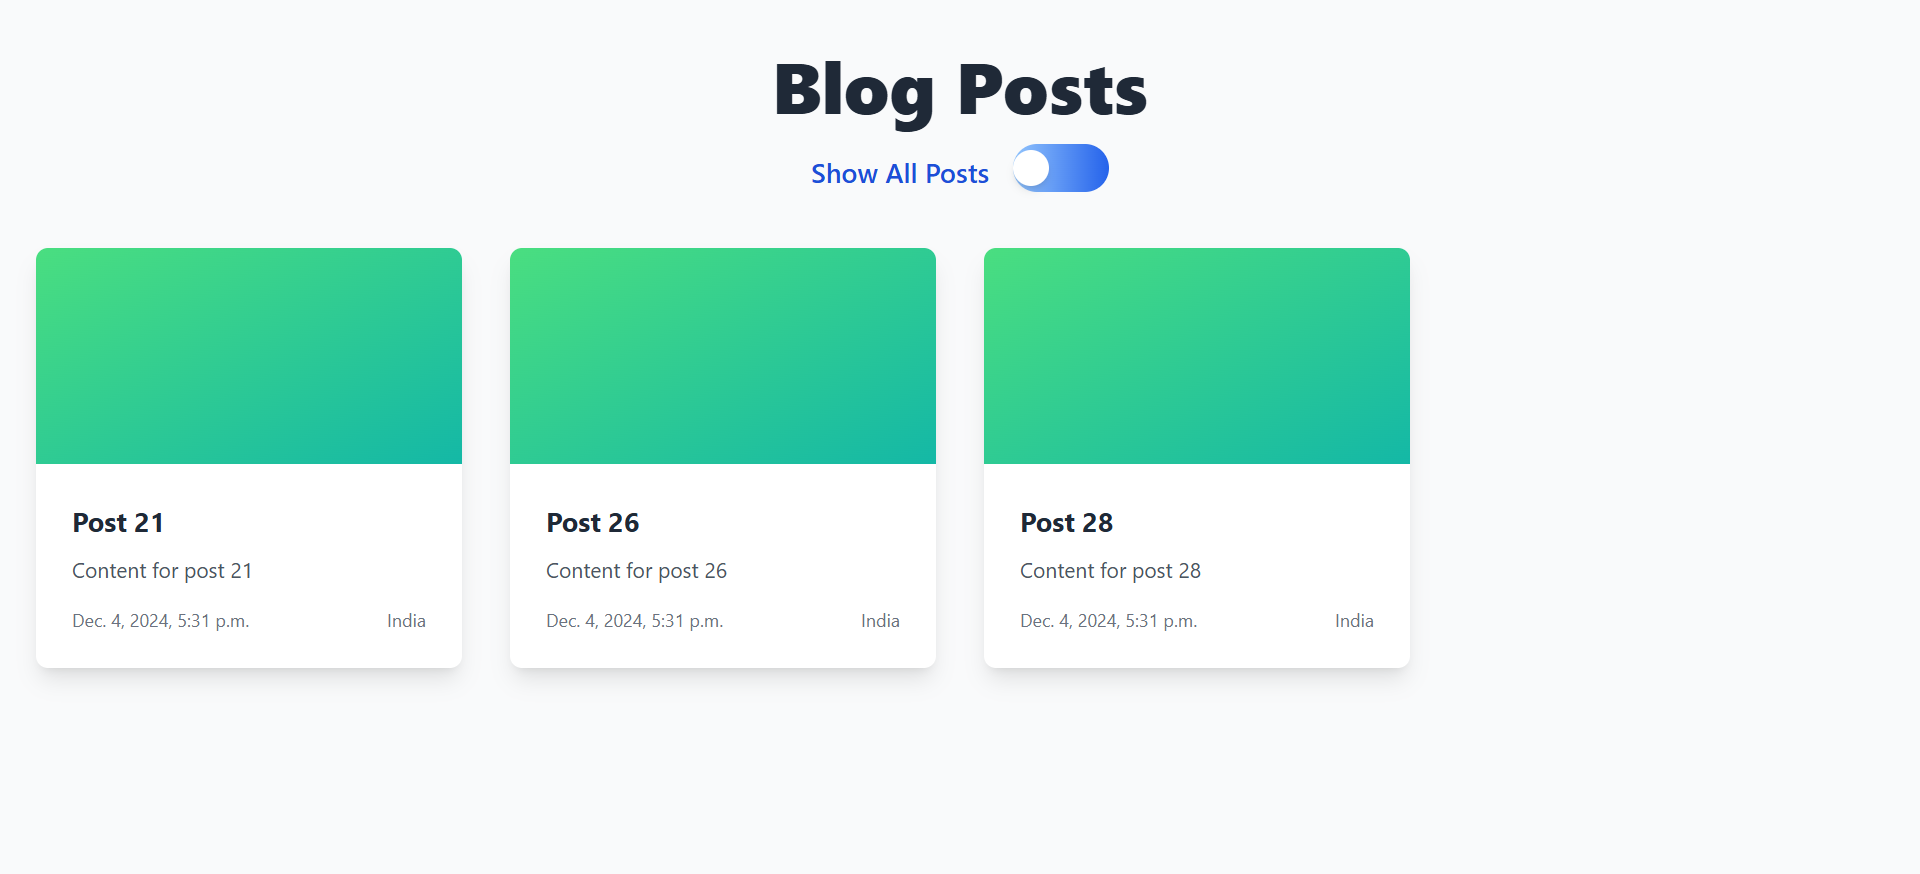 Blog Posts
Show All Posts
Post 21
Content for post 21
Dec. 4, 2024, 5:31 p.m. India
Post 26
Content for post 26
Dec. 4, 2024, 5:31 p.m. India
Post 28
Content for post 28
Dec. 4, 2024, 5:31 p.m. India